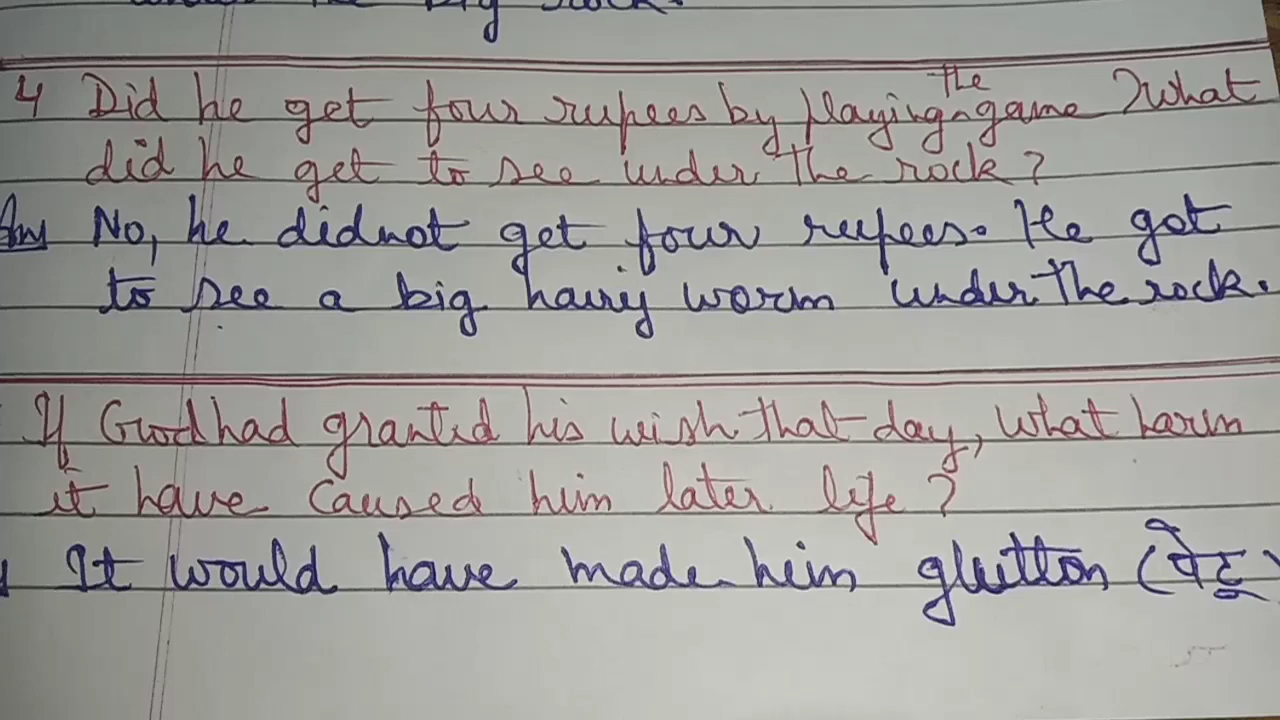 the big rock.
4 Did he get four rupees by playing the game ? What
did he get to see under the rock?
Ans No, he didnot get four rupees. He got
to see a big hairy worm under the rock.
If God had granted his wish that day, what harm
it have caused him later life?
It would have made him glutton (पेटू)